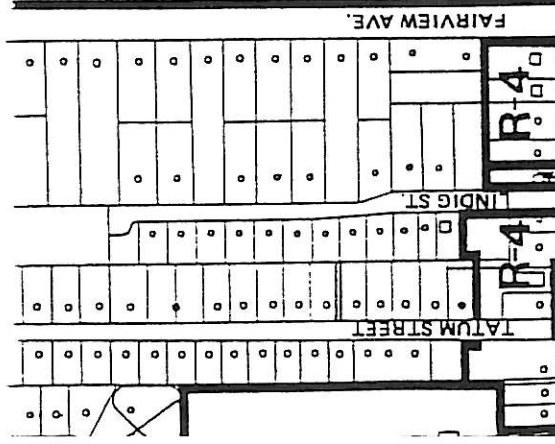 FAIRVIEW AVE.
R-4
LINDIG ST.
R-4
TATUM STREET